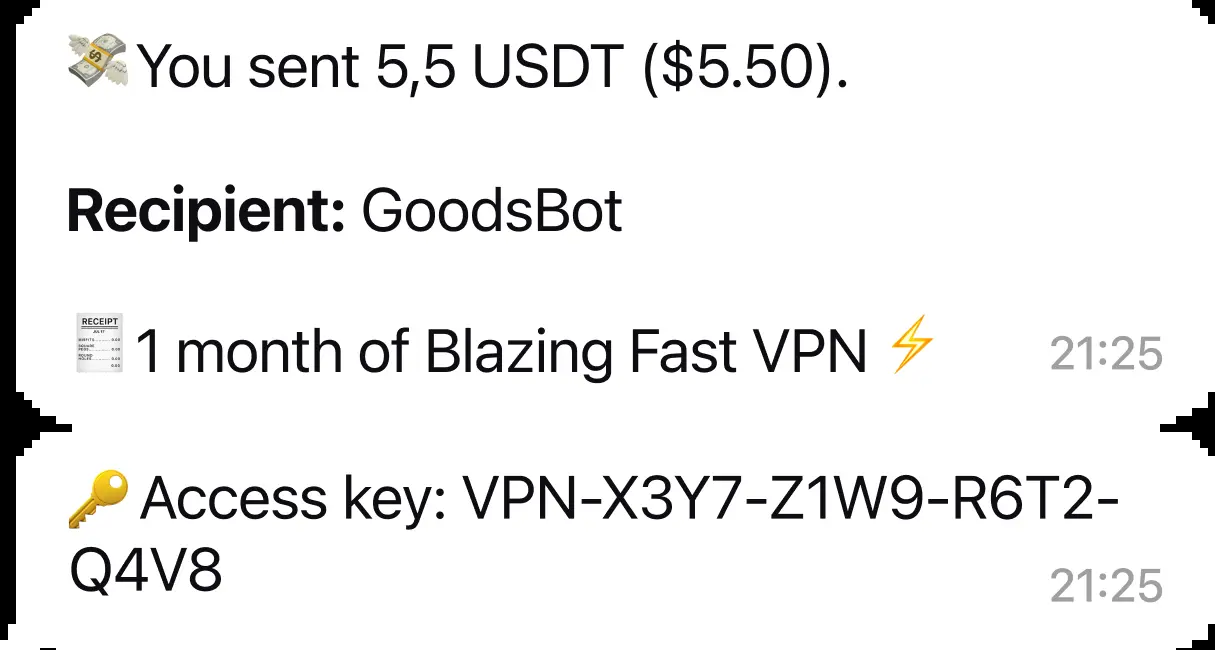 💸 You sent 5,5 USDT ($5.50).
Recipient: GoodsBot
🧾 1 month of Blazing Fast VPN ⚡ 21:25
🔑 Access key: VPN-X3Y7-Z1W9-R6T2-
Q4V8 21:25